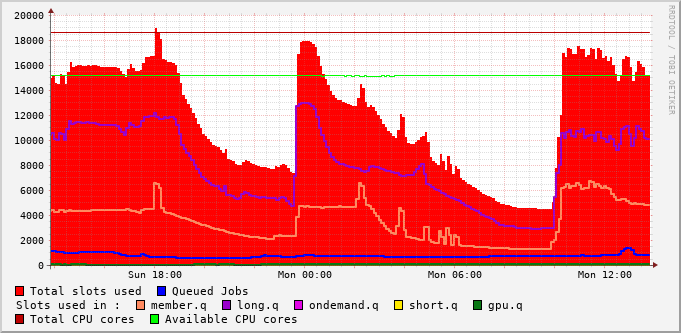 20000
18000
16000
14000
12000
10000
8000
6000
4000
2000
0
Sun 18:00 Mon 00:00 Mon 06:00 Mon 12:00
RRDTOOL / TOBI OETIKER
Total slots used Queued Jobs
Slots used in : member.q long.q ondemand.q short.q gpu.q
Total CPU cores Available CPU cores